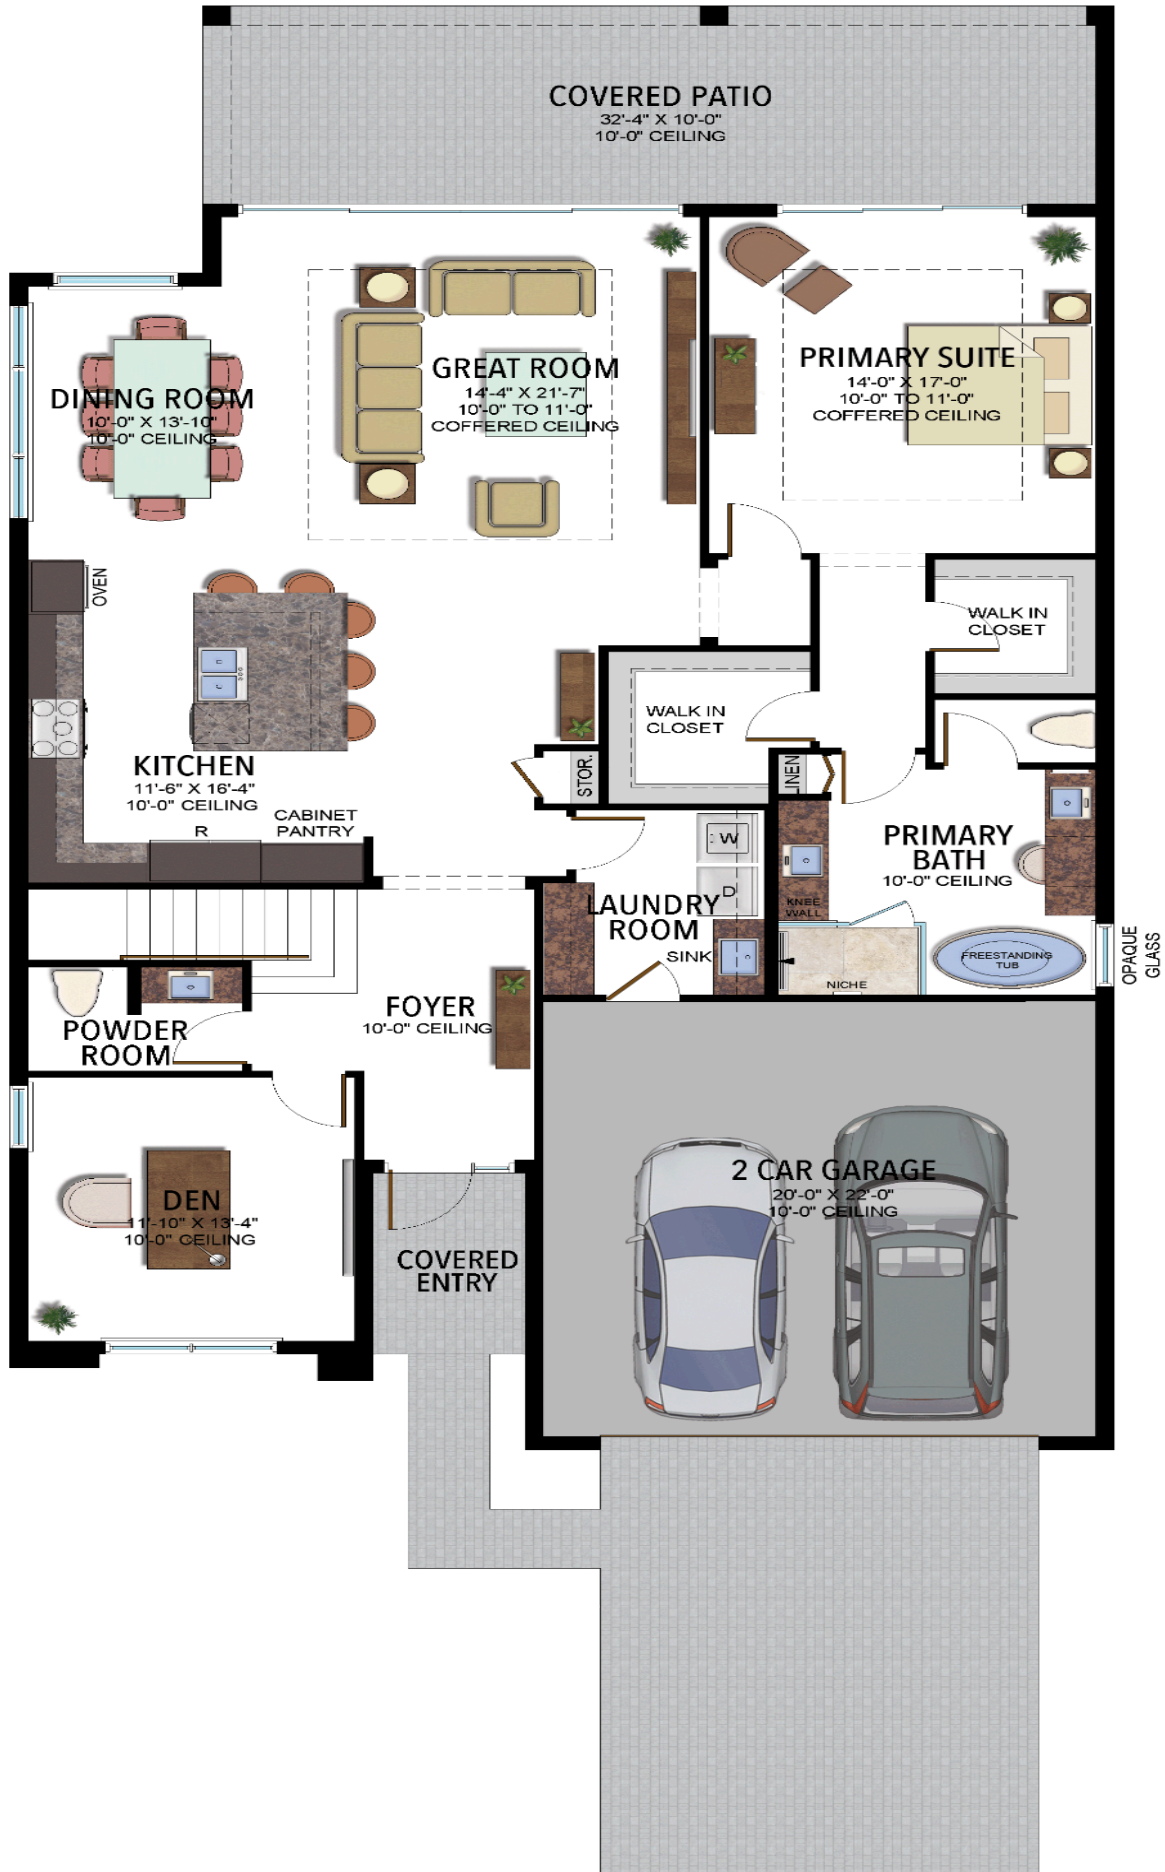 COVERED PATIO
32'-4" X 10'-0"
10'-0" CEILING
GREAT ROOM
14'-4" X 21'-7"
10'-0" TO 11'-0"
COFFERED CEILING
PRIMARY SUITE
14'-0" X 17'-0"
10'-0" TO 11'-0"
COFFERED CEILING
DINING ROOM
10'-0" X 13'-10"
10'-0" CEILING
OVEN
WALK IN
CLOSET
WALK IN
CLOSET
KITCHEN
11'-6" X 16'-4"
10'-0" CEILING
STOR.
LINEN
R
CABINET
PANTRY
W
D
PRIMARY
BATH
10'-0" CEILING
KNEE
WALL
LAUNDRY
ROOM
SINK
FREESTANDING
TUB
OPAQUE
GLASS
NICHE
FOYER
10'-0" CEILING
POWDER
ROOM
2 CAR GARAGE
20'-0" X 22'-0"
10'-0" CEILING
DEN
11'-10" X 13'-4"
10'-0" CEILING
COVERED
ENTRY